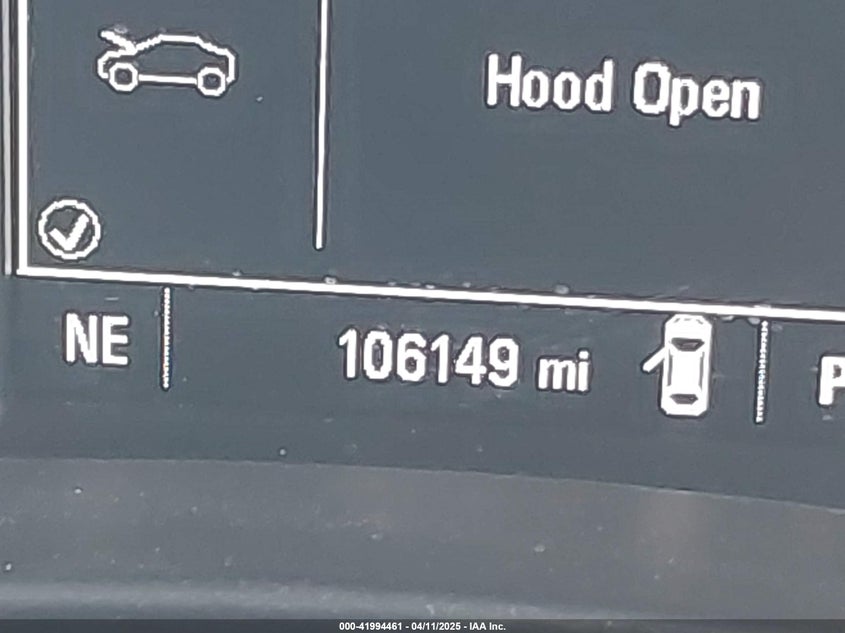 Hood Open
NE
106149 mi
P
000-41994461 - 04/11/2025 - IAA Inc.